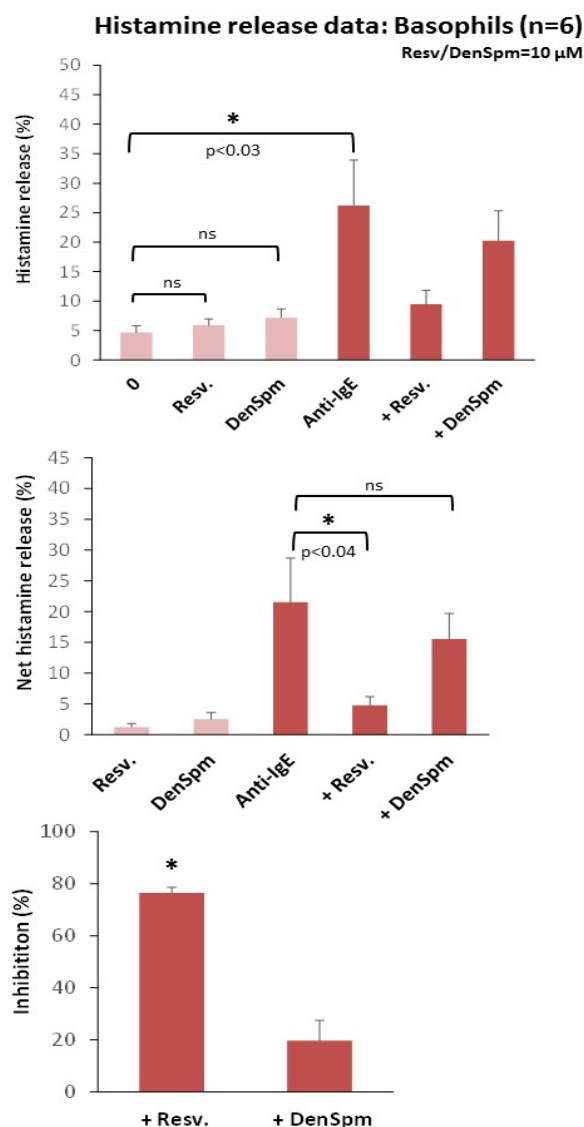 Histamine release data: Basophils (n=6)
Resv/DenSpm=10 µM
Histamine release (%)
50
45
40
35
30
25
20
15
10
5
0
*
p<0.03
ns
ns
0
Resv.
DenSpm
Anti-IgE
+ Resv.
+ DenSpm
Net histamine release (%)
45
40
35
30
25
20
15
10
5
0
ns
*
p<0.04
Resv.
DenSpm
Anti-IgE
+ Resv.
+ DenSpm
Inhibititon (%)
100
80
60
40
20
0
*
+ Resv.
+ DenSpm